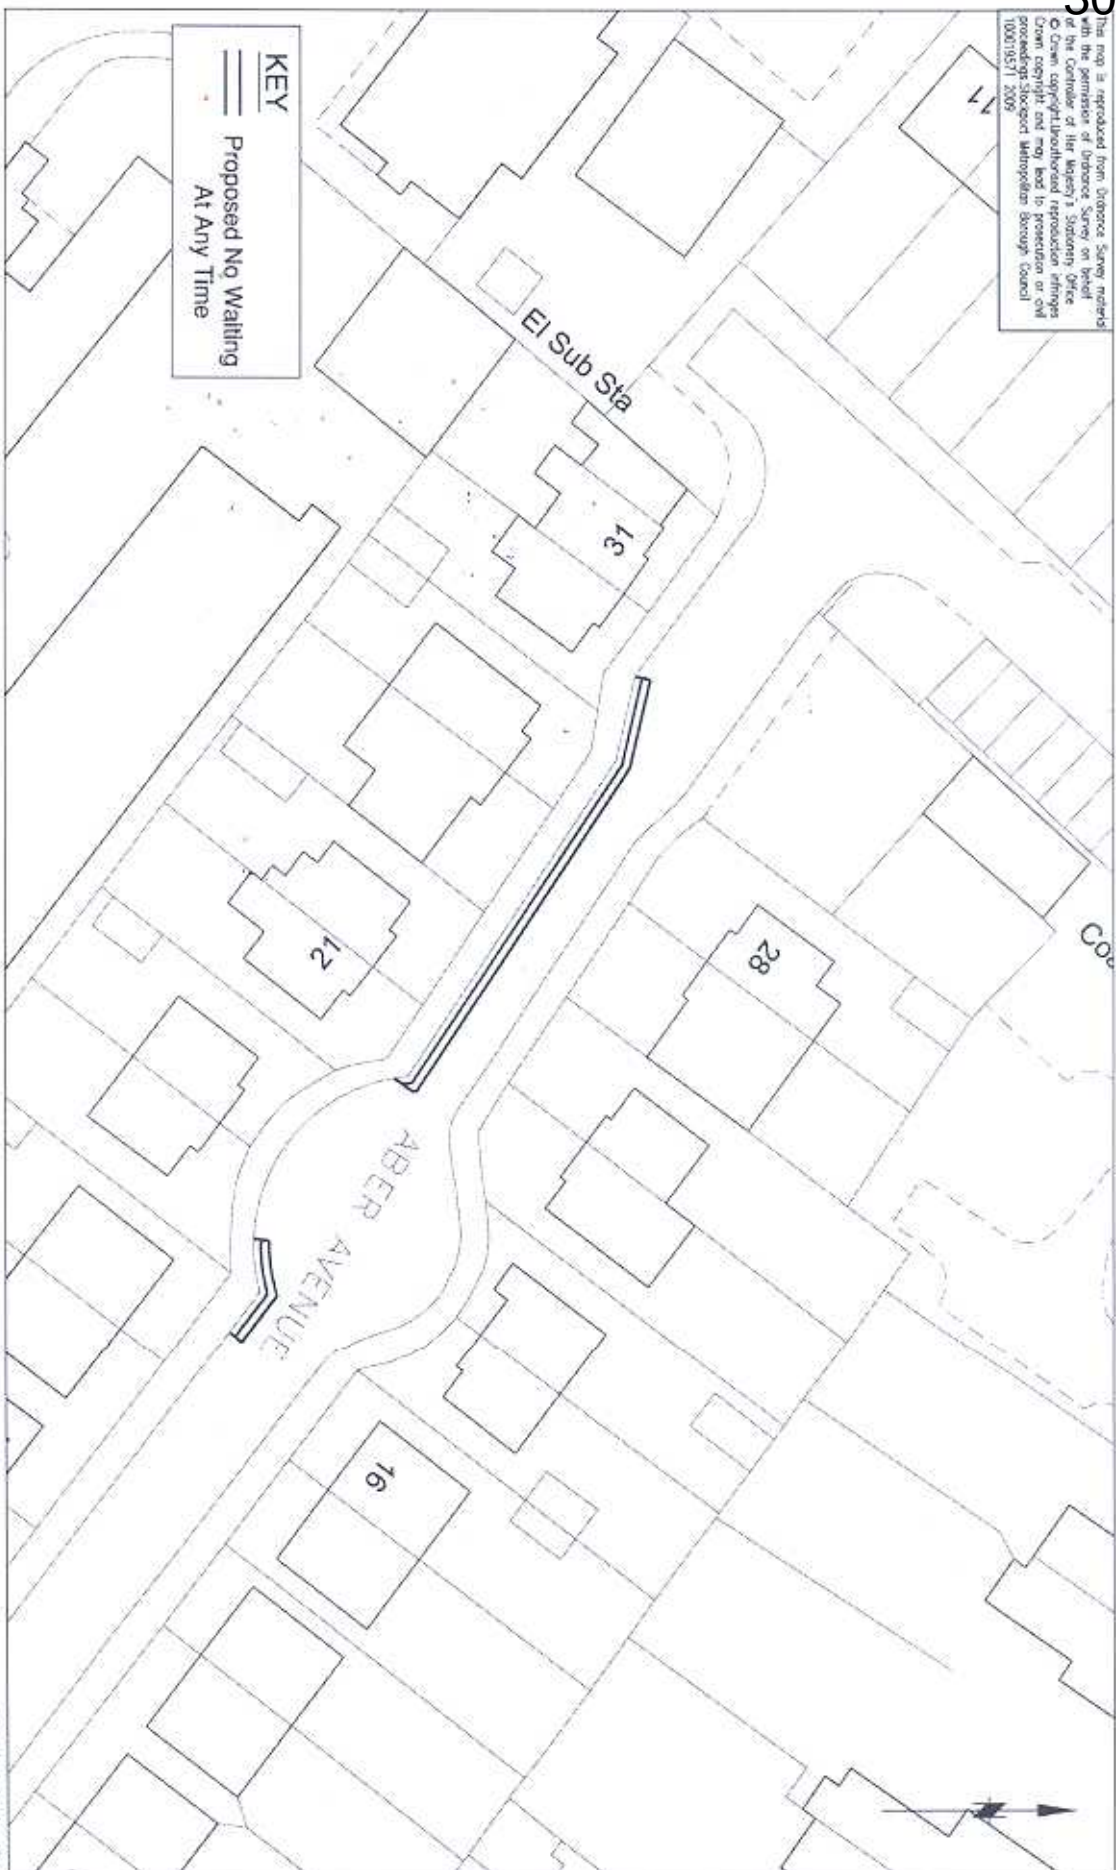 30
This map is reproduced from Ordnance Survey material
with the permission of Ordnance Survey on behalf
of the Controller of Her Majesty's Stationery Office
© Crown copyright.Unauthorised reproduction infringes
Crown copyright and may lead to prosecution or civil
proceedings.Stockport Metropolitan Borough Council
100019571 2009
11
KEY
Proposed No Waiting
At Any Time
El Sub Sta
31
21
28
ABER AVENUE
16